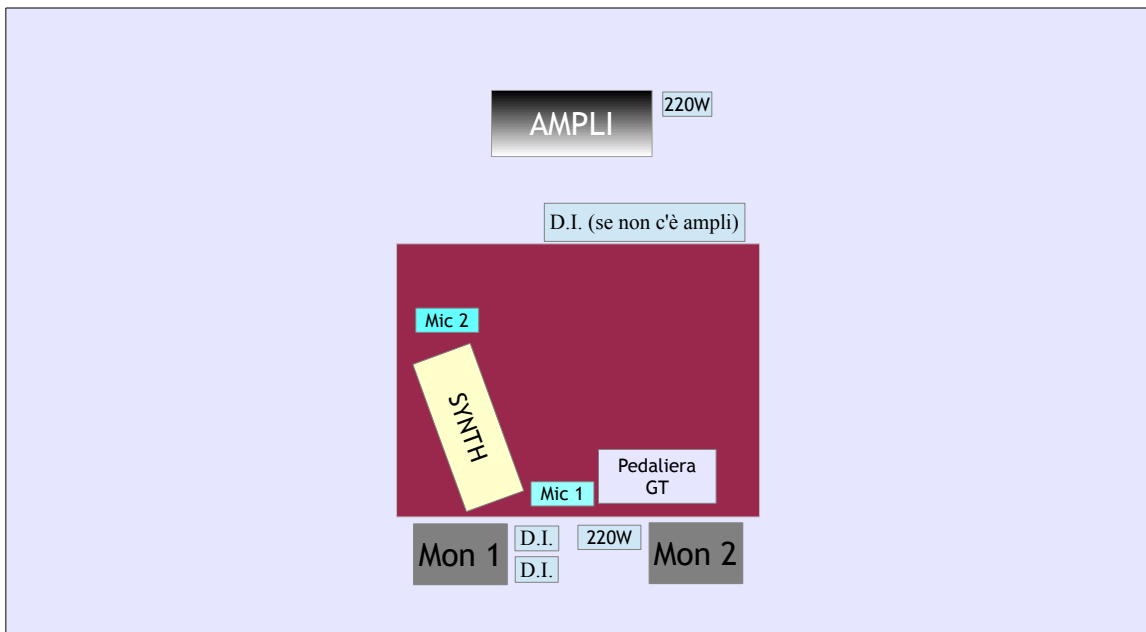 AMPLI
220W
D.I. (se non c'è ampli)
Mic 2
SYNTH
Pedaliera
GT
Mic 1
Mon 1
D.I.
D.I.
220W
Mon 2